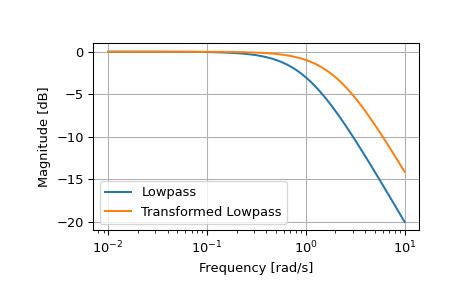 0
−5
−10
−15
−20
Magnitude [dB]
Lowpass
Transformed Lowpass
10⁻² 10⁻¹ 10⁰ 10¹
Frequency [rad/s]